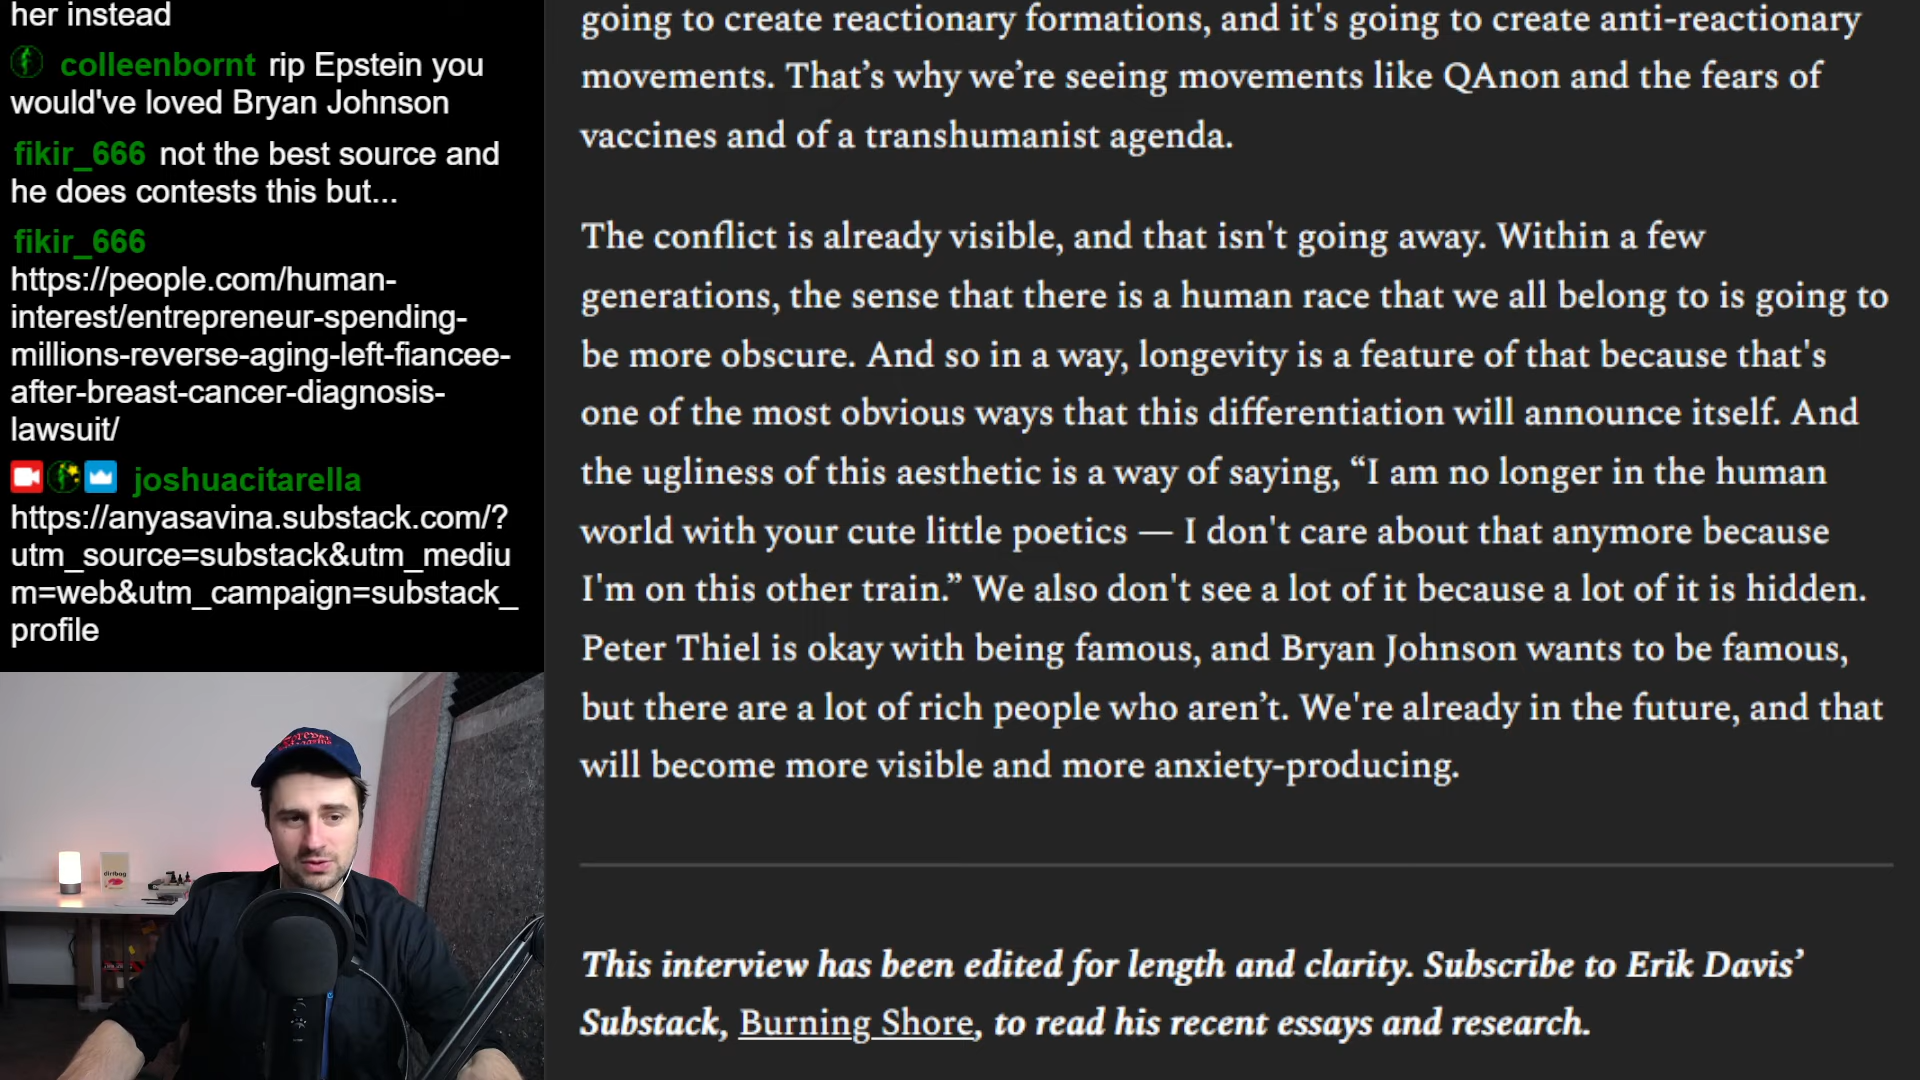 her instead
colleenbornt rip Epstein you
would've loved Bryan Johnson
fikir_666 not the best source and
he does contests this but...
fikir_666
https://people.com/human-
interest/entrepreneur-spending-
millions-reverse-aging-left-fiancee-
after-breast-cancer-diagnosis-
lawsuit/
joshuacitarella
https://anyasavina.substack.com/?
utm_source=substack&utm_mediu
m=web&utm_campaign=substack_
profile
dirtbag
going to create reactionary formations, and it's going to create anti-reactionary
movements. That’s why we’re seeing movements like QAnon and the fears of
vaccines and of a transhumanist agenda.
The conflict is already visible, and that isn't going away. Within a few
generations, the sense that there is a human race that we all belong to is going to
be more obscure. And so in a way, longevity is a feature of that because that's
one of the most obvious ways that this differentiation will announce itself. And
the ugliness of this aesthetic is a way of saying, “I am no longer in the human
world with your cute little poetics — I don't care about that anymore because
I'm on this other train.” We also don't see a lot of it because a lot of it is hidden.
Peter Thiel is okay with being famous, and Bryan Johnson wants to be famous,
but there are a lot of rich people who aren’t. We're already in the future, and that
will become more visible and more anxiety-producing.
This interview has been edited for length and clarity. Subscribe to Erik Davis’
Substack, Burning Shore, to read his recent essays and research.